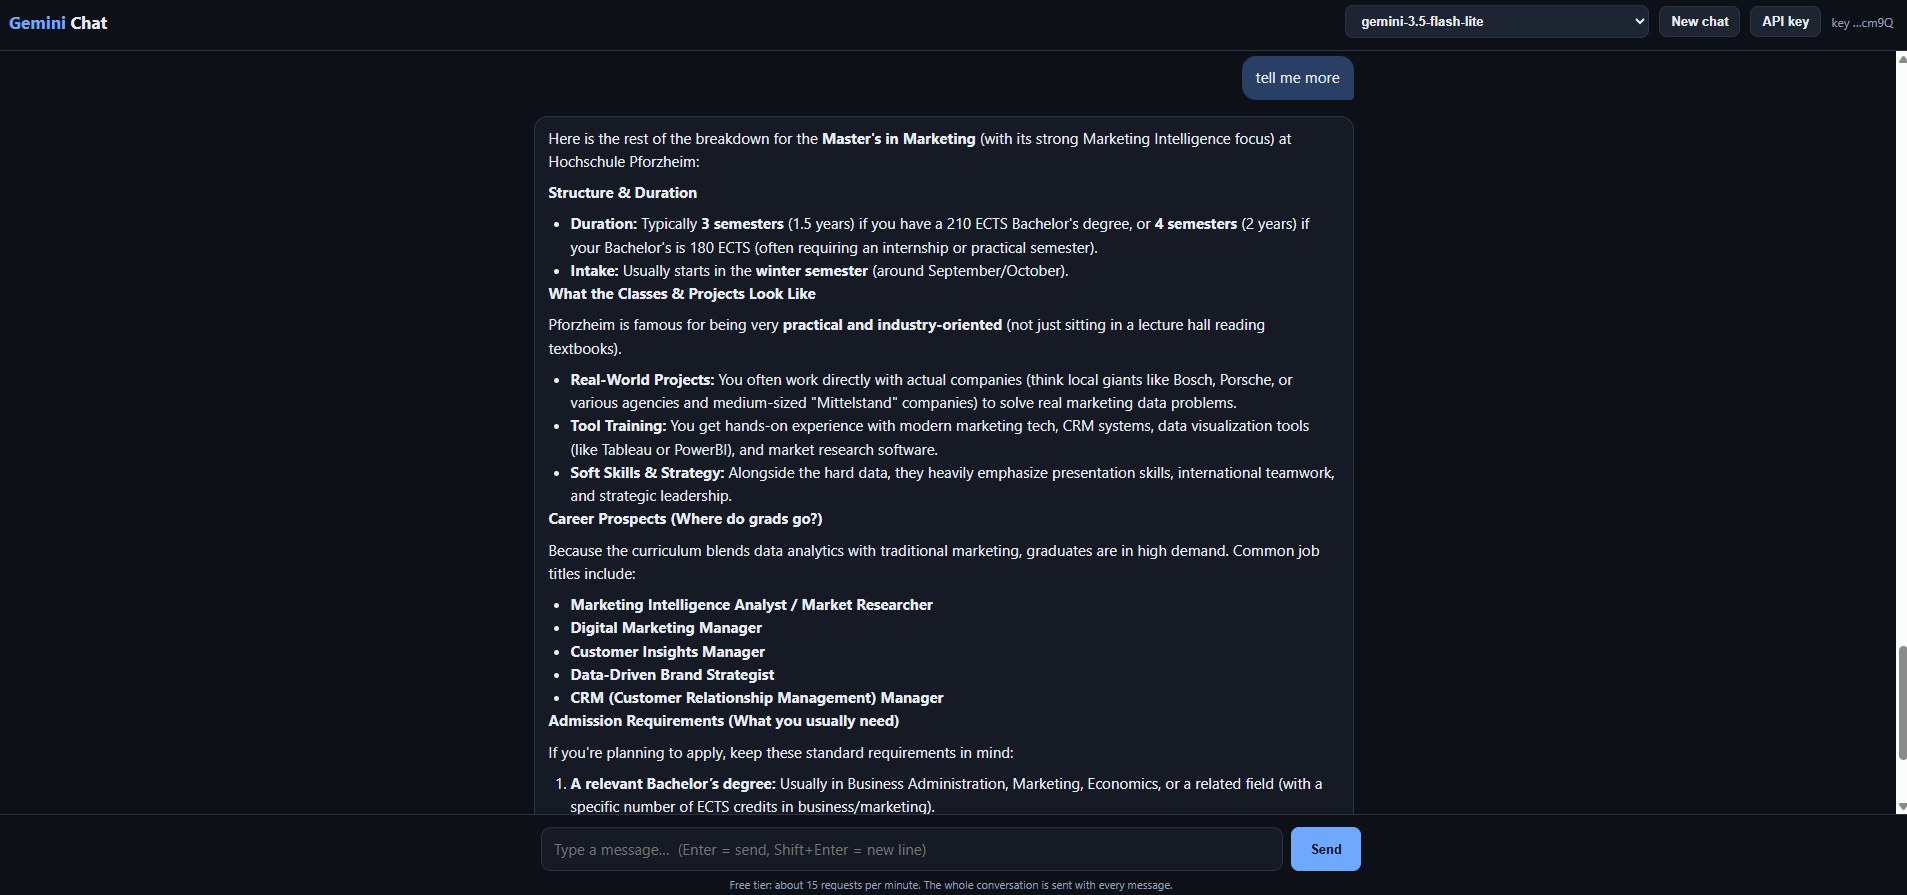 Gemini Chat
gemini-3.5-flash-lite
New chat
API key
key ...cm9Q
tell me more
Here is the rest of the breakdown for the Master's in Marketing (with its strong Marketing Intelligence focus) at
Hochschule Pforzheim:
Structure & Duration
• Duration: Typically 3 semesters (1.5 years) if you have a 210 ECTS Bachelor's degree, or 4 semesters (2 years) if
your Bachelor's is 180 ECTS (often requiring an internship or practical semester).
• Intake: Usually starts in the winter semester (around September/October).
What the Classes & Projects Look Like
Pforzheim is famous for being very practical and industry-oriented (not just sitting in a lecture hall reading
textbooks).
• Real-World Projects: You often work directly with actual companies (think local giants like Bosch, Porsche, or
various agencies and medium-sized "Mittelstand" companies) to solve real marketing data problems.
• Tool Training: You get hands-on experience with modern marketing tech, CRM systems, data visualization tools
(like Tableau or PowerBI), and market research software.
• Soft Skills & Strategy: Alongside the hard data, they heavily emphasize presentation skills, international teamwork,
and strategic leadership.
Career Prospects (Where do grads go?)
Because the curriculum blends data analytics with traditional marketing, graduates are in high demand. Common job
titles include:
• Marketing Intelligence Analyst / Market Researcher
• Digital Marketing Manager
• Customer Insights Manager
• Data-Driven Brand Strategist
• CRM (Customer Relationship Management) Manager
Admission Requirements (What you usually need)
If you're planning to apply, keep these standard requirements in mind:
1. A relevant Bachelor's degree: Usually in Business Administration, Marketing, Economics, or a related field (with a
specific number of ECTS credits in business/marketing).
Type a message... (Enter = send, Shift+Enter = new line)
Send
Free tier: about 15 requests per minute. The whole conversation is sent with every message.